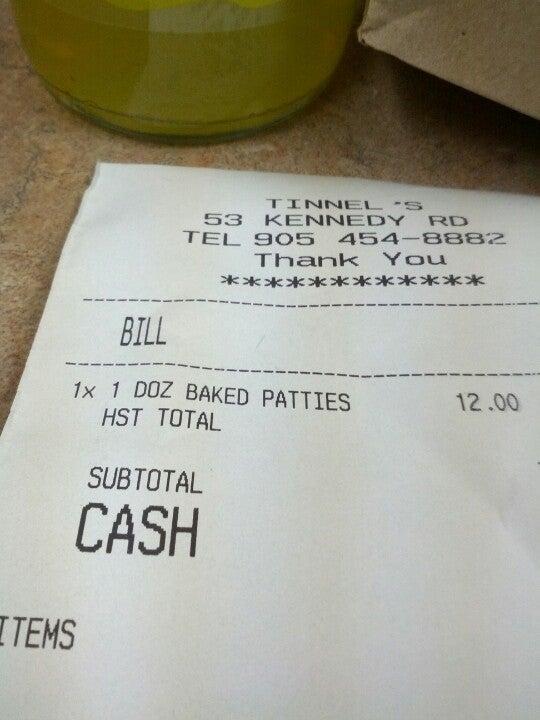 TINNEL'S
53 KENNEDY RD
TEL 905 454-8882
Thank You
************
BILL
1x 1 DOZ BAKED PATTIES 12.00
HST TOTAL
SUBTOTAL
CASH
ITEMS